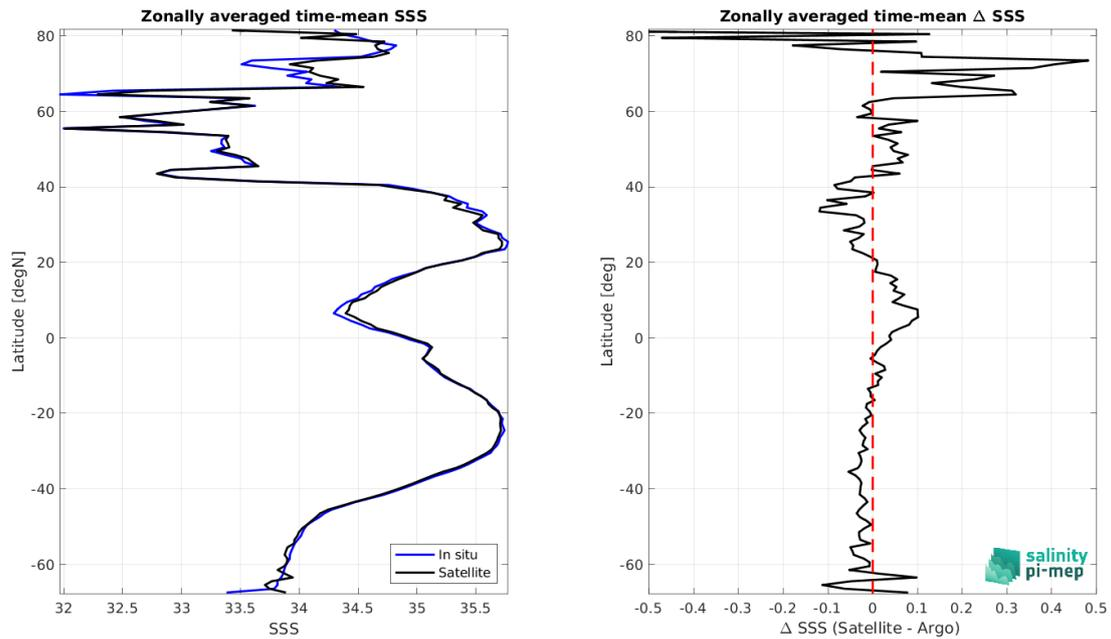 Zonally averaged time-mean SSS
80
60
40
20
0
-20
-40
-60
Latitude [degN]
32 32.5 33 33.5 34 34.5 35 35.5
SSS
In situ
Satellite
Zonally averaged time-mean Δ SSS
80
60
40
20
0
-20
-40
-60
Latitude [deg]
-0.5 -0.4 -0.3 -0.2 -0.1 0 0.1 0.2 0.3 0.4 0.5
Δ SSS (Satellite - Argo)
salinity
pi-mep